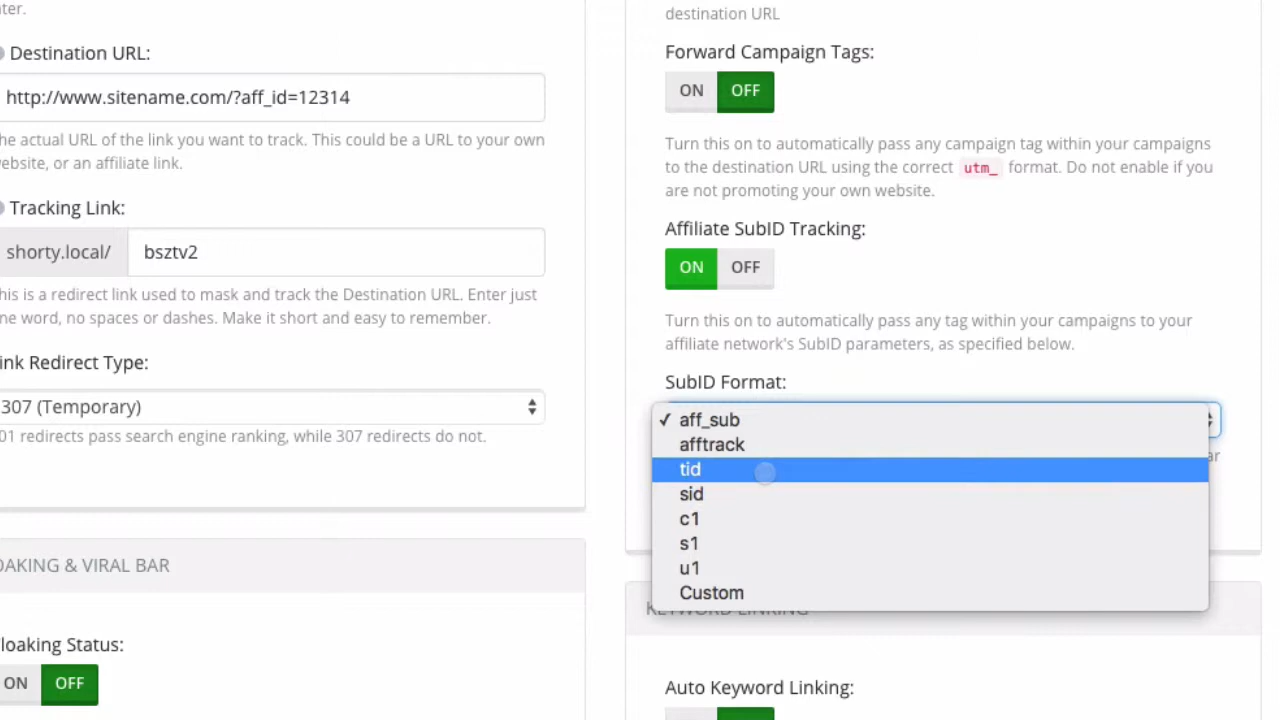 ter.
Destination URL:
http://www.sitename.com/?aff_id=12314
he actual URL of the link you want to track. This could be a URL to your own
ebsite, or an affiliate link.
Tracking Link:
shorty.local/ bsztv2
his is a redirect link used to mask and track the Destination URL. Enter just
ne word, no spaces or dashes. Make it short and easy to remember.
ink Redirect Type:
307 (Temporary)
01 redirects pass search engine ranking, while 307 redirects do not.
OAKING & VIRAL BAR
loaking Status:
ON OFF
destination URL
Forward Campaign Tags:
ON OFF
Turn this on to automatically pass any campaign tag within your campaigns
to the destination URL using the correct utm_ format. Do not enable if you
are not promoting your own website.
Affiliate SubID Tracking:
ON OFF
Turn this on to automatically pass any tag within your campaigns to your
affiliate network's SubID parameters, as specified below.
SubID Format:
✓ aff_sub
afftrack
tid
sid
c1
s1
u1
Custom
ar
KEYWORD LINKING
Auto Keyword Linking: